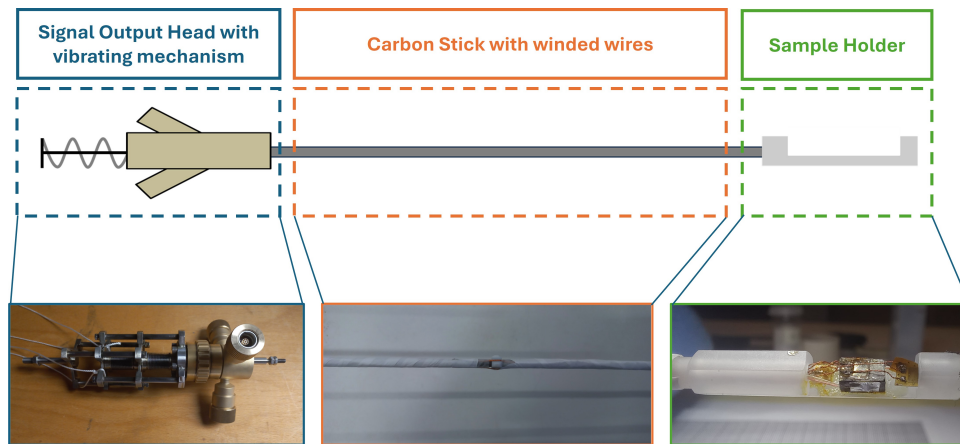 Signal Output Head with
vibrating mechanism
Carbon Stick with winded wires
Sample Holder